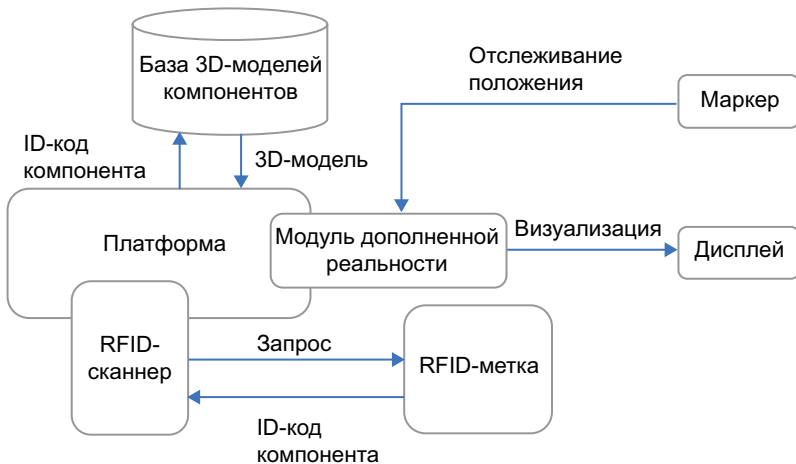 База 3D-моделей
компонентов
Отслеживание
положения
Маркер
ID-код
компонента
3D-модель
Платформа
Модуль дополненной
реальности
Визуализация
Дисплей
RFID-
сканнер
Запрос
RFID-метка
ID-код
компонента